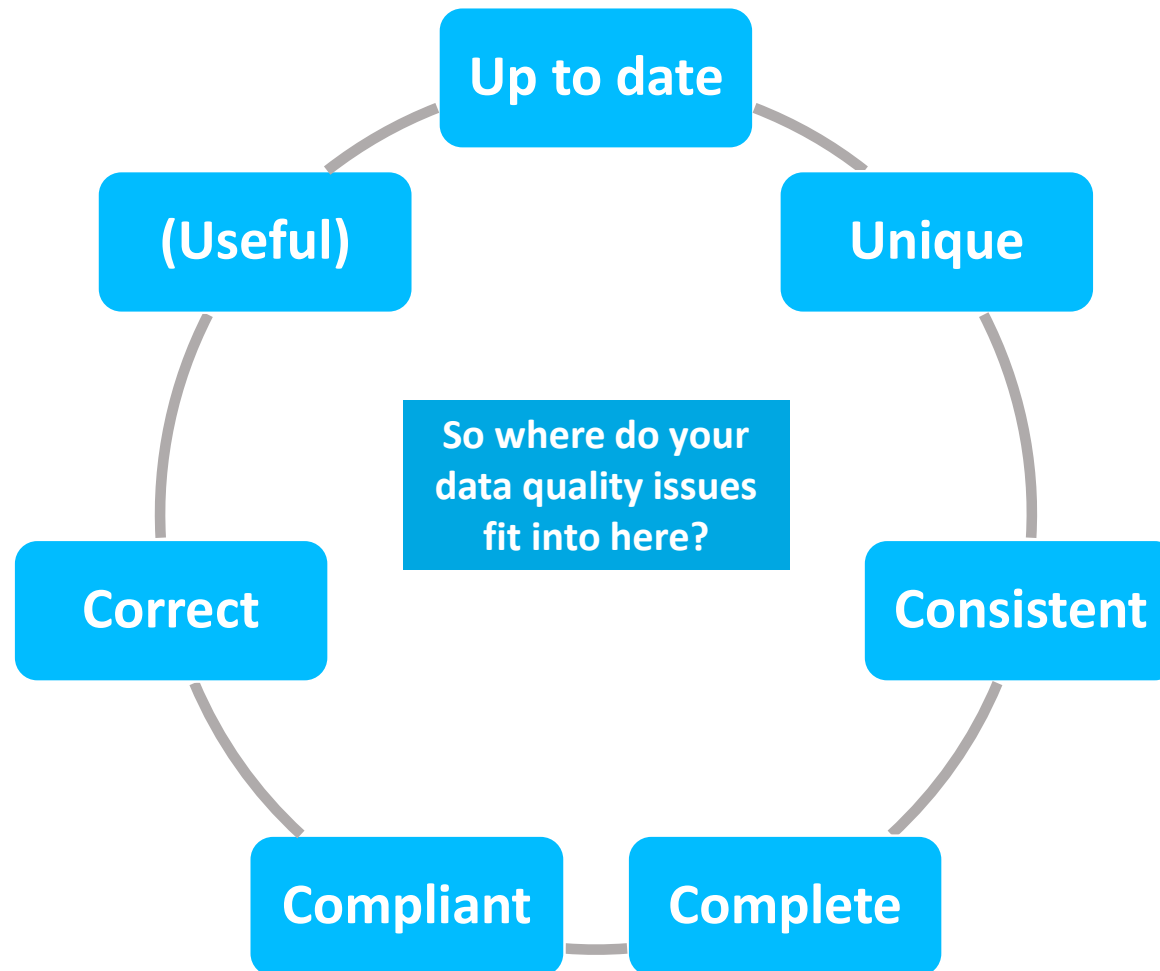 Up to date
Unique
Consistent
Complete
Compliant
Correct
(Useful)
So where do your
data quality issues
fit into here?